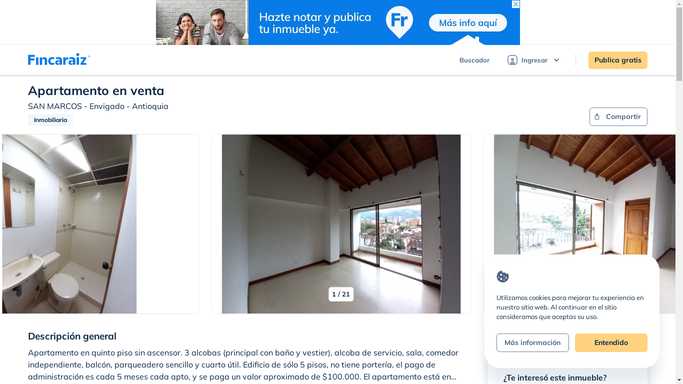 Hazte notar y publica
tu inmueble ya.
Fr
Más info aquí
Fincaraiz
Buscador
Ingresar
Publica gratis
Apartamento en venta
SAN MARCOS - Envigado - Antioquia
Inmobiliaria
Compartir
1 / 21
Utilizamos cookies para mejorar tu experiencia en
nuestro sitio web. Al continuar en el sitio
consideramos que aceptas su uso.
Más información
Entendido
Descripción general
Apartamento en quinto piso sin ascensor. 3 alcobas (principal con baño y vestier), alcoba de servicio, sala, comedor
independiente, balcón, parqueadero sencillo y cuarto útil. Edificio de sólo 5 pisos, no tiene portería, el pago de
administración es cada 5 meses cada apto, y se paga un valor aproximado de $100.000. El apartamento está en...
¿Te interesó este inmueble?